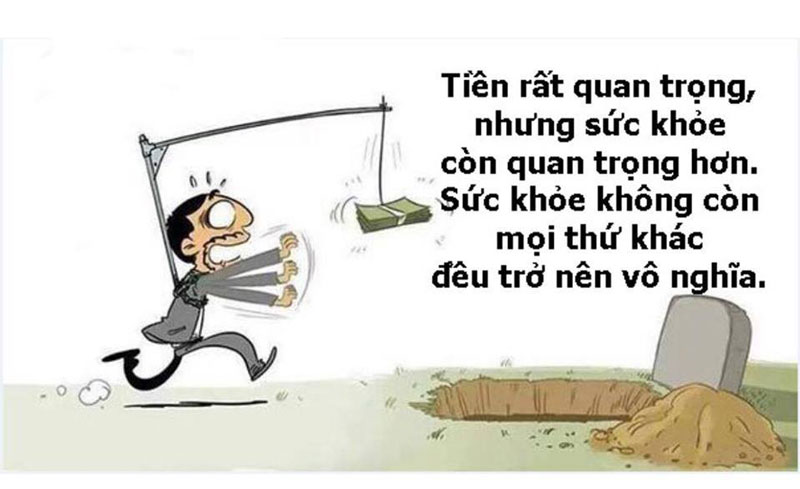 Tiền rất quan trọng,
nhưng sức khỏe
còn quan trọng hơn.
Sức khỏe không còn
mọi thứ khác
đêu trở nên vô nghĩa.